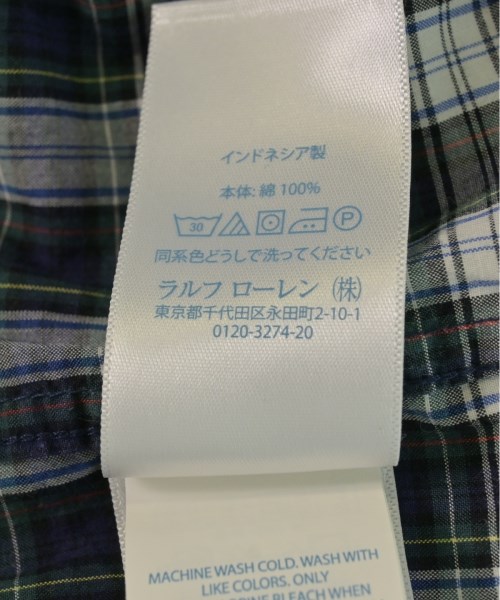 インドネシア製
本体: 綿 100%
30 P
同系色どうしで洗ってください
ラルフ ローレン (株)
東京都千代田区永田町2-10-1
0120-3274-20
MACHINE WASH COLD. WASH WITH
LIKE COLORS. ONLY
BLEACH WHEN